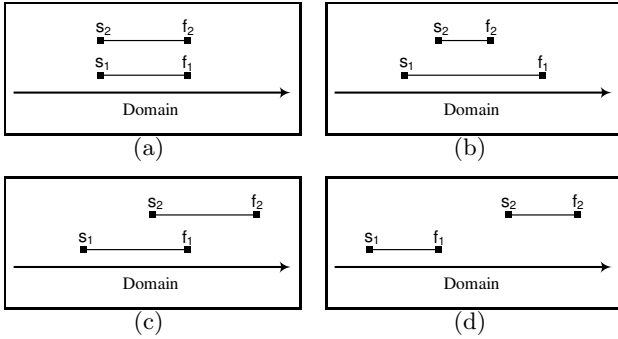 s2 f2
s1 f1
Domain
(a)
s2 f2
s1 f1
Domain
(b)
s2 f2
s1 f1
Domain
(c)
s2 f2
s1 f1
Domain
(d)